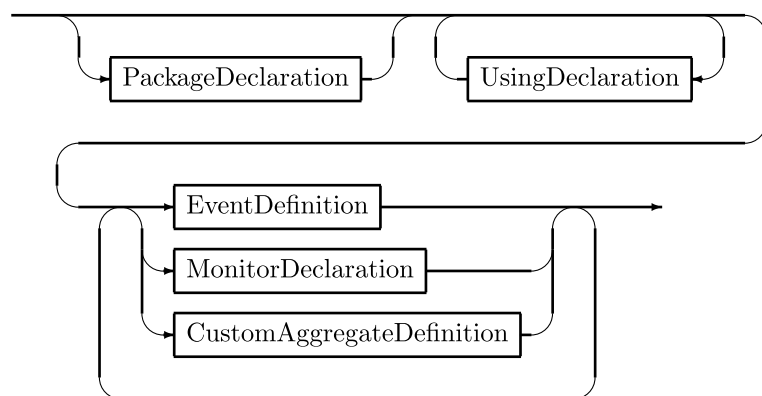 PackageDeclaration UsingDeclaration
EventDefinition
MonitorDeclaration
CustomAggregateDefinition